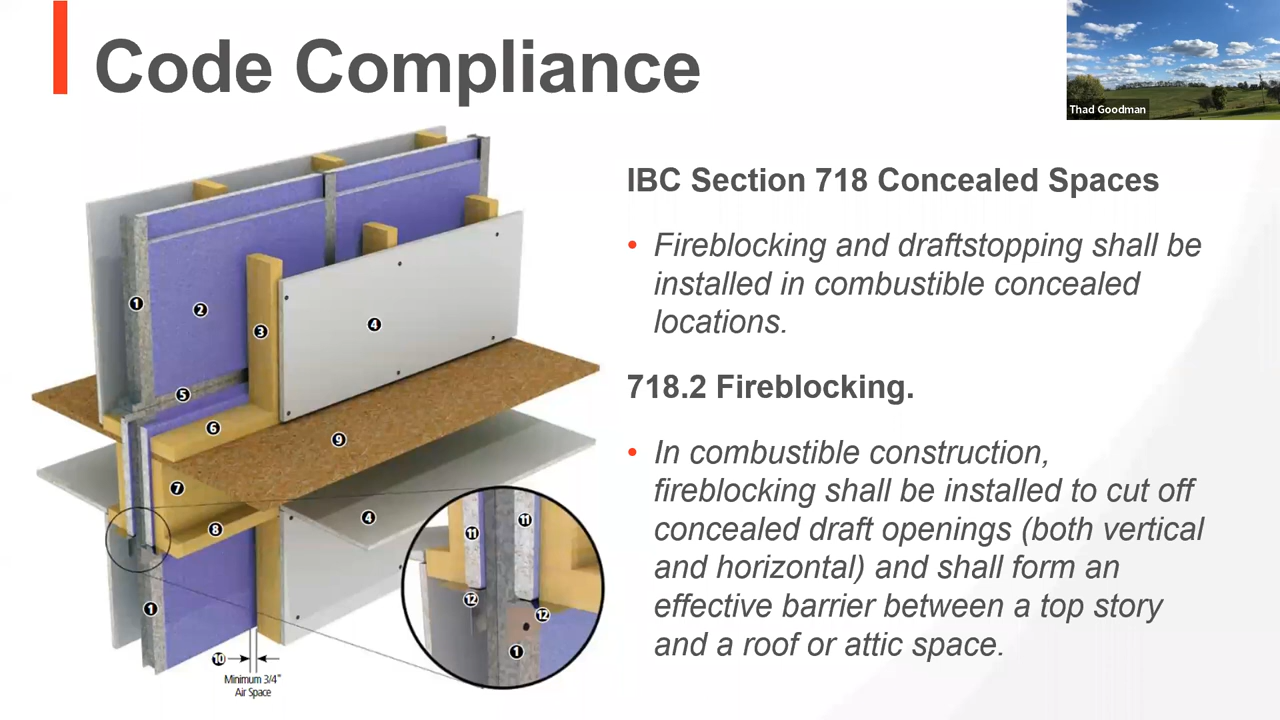 Code Compliance
Thad Goodman
IBC Section 718 Concealed Spaces
• Fireblocking and draftstopping shall be
installed in combustible concealed
locations.
718.2 Fireblocking.
• In combustible construction,
fireblocking shall be installed to cut off
concealed draft openings (both vertical
and horizontal) and shall form an
effective barrier between a top story
and a roof or attic space.
1
2
3
4
5
6
9
7
8
4
11
11
12
12
1
1
10
Minimum 3/4"
Air Space